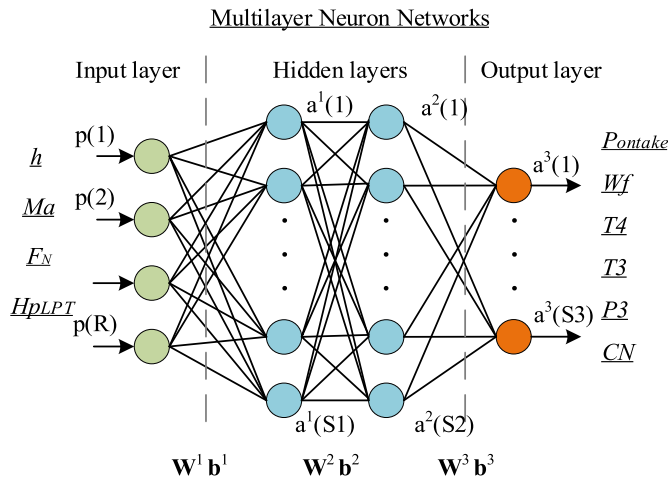 Multilayer Neuron Networks
Input layer
Hidden layers
Output layer
a¹(1)
a²(1)
p(1)
h
Pontake
a³(1)
p(2)
Ma
Wf
T4
FN
T3
HpLPT
p(R)
a³(S3)
P3
CN
a¹(S1)
a²(S2)
W¹ b¹
W² b²
W³ b³